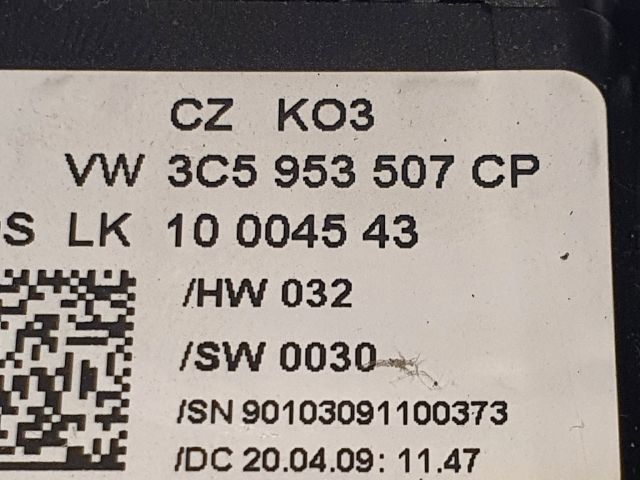 CZ KO3
VW 3C5 953 507 CP
LK 10 0045 43
/HW 032
/SW 0030
/SN 90103091100373
/DC 20.04.09: 11.47